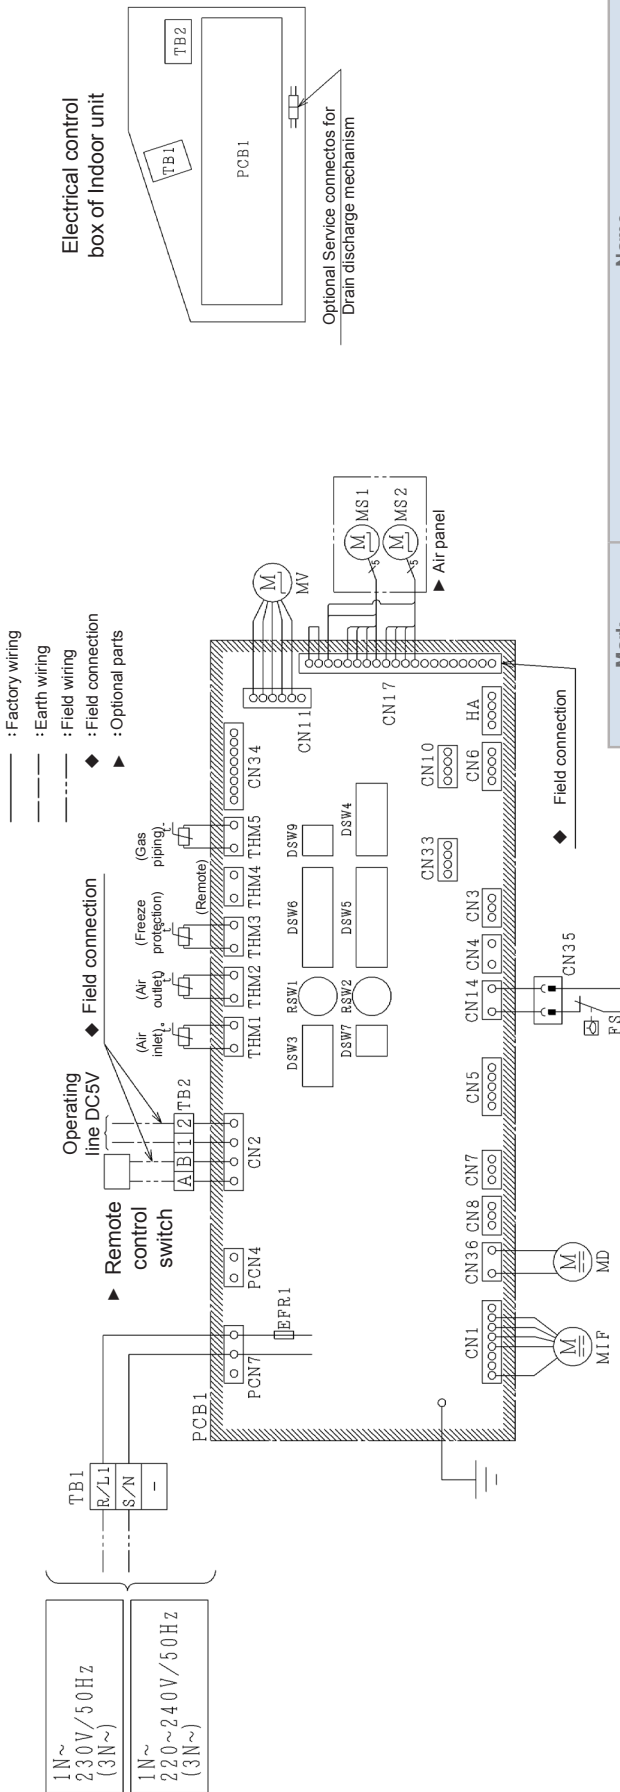 Electrical control
box of Indoor unit
TB1
TB2
PCB1
Optional Service connectos for
Drain discharge mechanism
:Factory wiring
:Earth wiring
:Field wiring
◆ :Field connection
▶ :Optional parts
1N~
230V/50Hz
(3N~)
1N~
220~240V/50Hz
(3N~)
TB1
R/L1
S/N
-
▶ Remote
control
switch
Operating
line DC5V
◆ Field connection
A B 1 2
TB2
(Air
inlet)
t°
(Air
outlet)
t°
(Freeze
protection)
t°
(Remote)
(Gas
piping)
t°
PCB1
PCN7
PCN4
CN2
THM1
THM2
THM3
THM4
THM5
CN34
EFR1
DSW3
RSW1
DSW6
DSW9
DSW7
RSW2
DSW5
DSW4
CN11
M
MV
CN17
M
MS1
M
MS2
5
5
▶ Air panel
CN33
CN10
CN1
CN36
CN8
CN7
CN5
CN14
CN4
CN3
CN6
HA
M
MIF
M
MD
CN35
FS
◆ Field connection